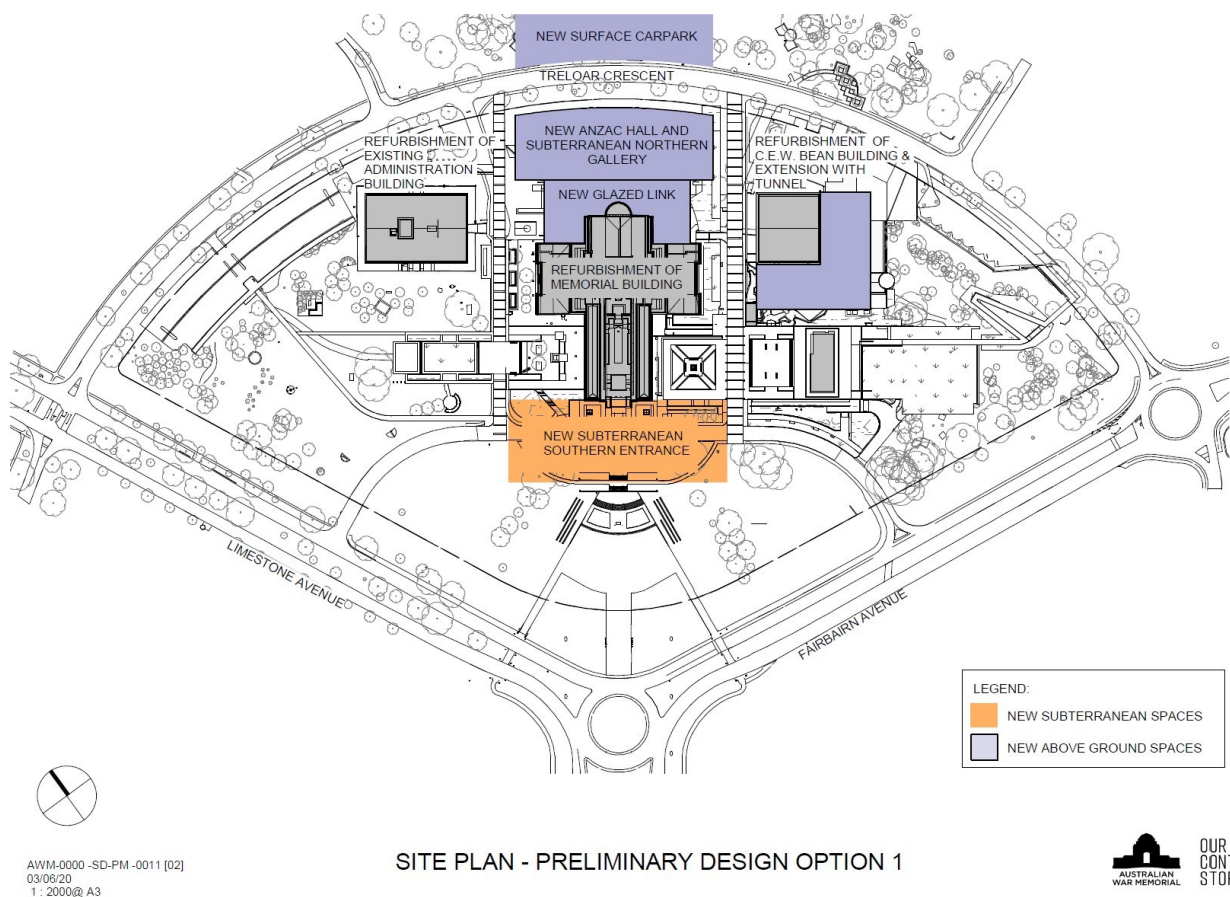 NEW SURFACE CARPARK
TRELOAR CRESCENT
REFURBISHMENT OF
EXISTING
ADMINISTRATION
BUILDING
NEW ANZAC HALL AND
SUBTERRANEAN NORTHERN
GALLERY
REFURBISHMENT OF
C.E.W. BEAN BUILDING &
EXTENSION WITH
TUNNEL
NEW GLAZED LINK
REFURBISHMENT OF
MEMORIAL BUILDING
NEW SUBTERRANEAN
SOUTHERN ENTRANCE
LIMESTONE AVENUE
FAIRBAIRN AVENUE
LEGEND:
NEW SUBTERRANEAN SPACES
NEW ABOVE GROUND SPACES
AWM-0000 -SD-PM -0011 [02]
03/06/20
1 : 2000@ A3
SITE PLAN - PRELIMINARY DESIGN OPTION 1
AUSTRALIAN
WAR MEMORIAL
OUR
CONT
STOR